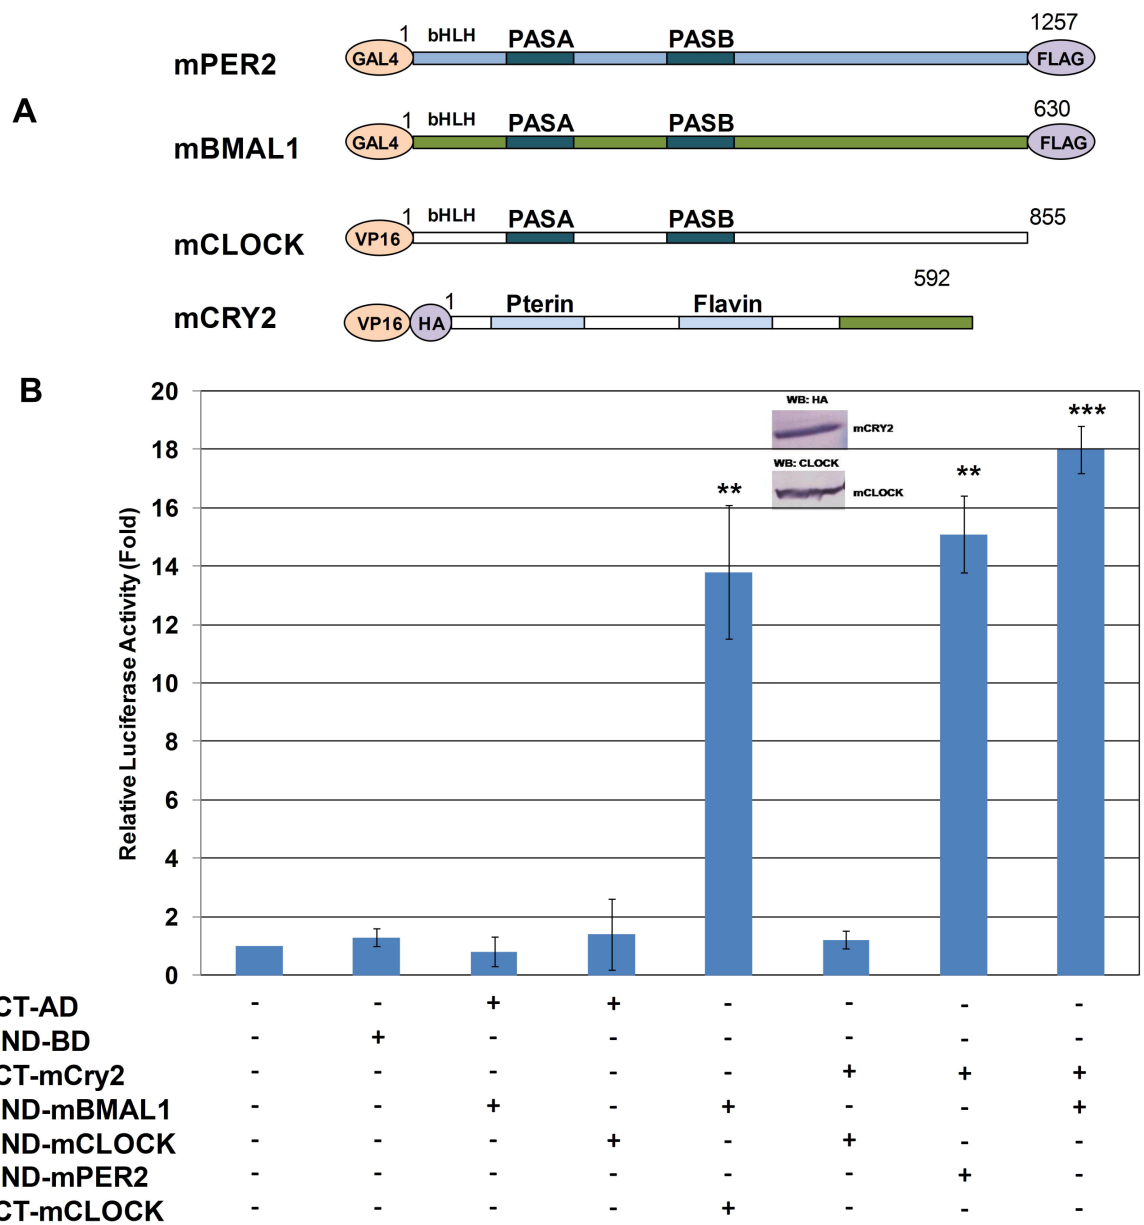 1 bHLH PASA PASB 1257
mPER2 GAL4 FLAG
A
1 bHLH PASA PASB 630
mBMAL1 GAL4 FLAG
1 bHLH PASA PASB 855
mCLOCK VP16
592
1 Pterin Flavin
mCRY2 VP16 HA
B
Relative Luciferase Activity (Fold)
20
18
16
14
12
10
8
6
4
2
0
WB: HA
mCRY2
WB: CLOCK
mCLOCK
** ** ***
CT-AD - - + + - - - -
ND-BD - + - - - - - -
CT-mCry2 - - - - - + + +
ND-mBMAL1 - - + - + - - +
ND-mCLOCK - - - + - + - -
ND-mPER2 - - - - - - + -
CT-mCLOCK - - - - + - - -